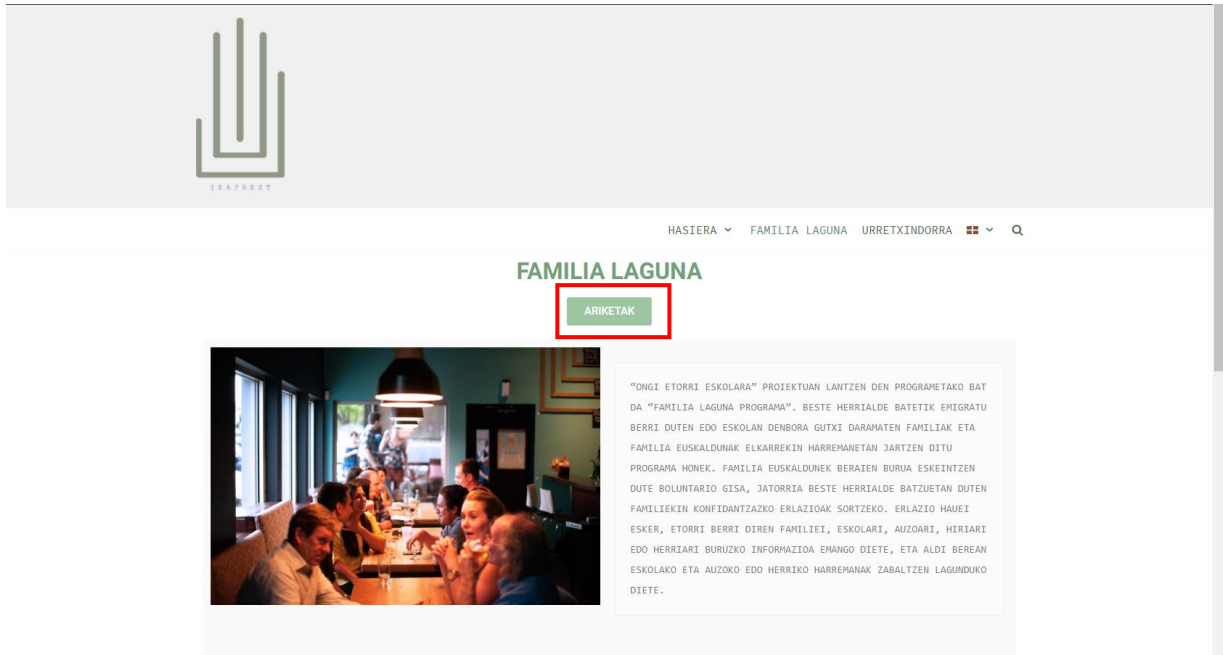 IKAPREST
HASIERA FAMILIA LAGUNA URRETXINDORRA
FAMILIA LAGUNA
ARIKETAK
“ONGI ETORRI ESKOLARA” PROIEKTUAN LANTZEN DEN PROGRAMETAKO BAT
DA “FAMILIA LAGUNA PROGRAMA”. BESTE HERRIALDE BATETIK EMIGRATU
BERRI DUTEN EDO ESKOLAN DENBORA GUTXI DARAMATEN FAMILIAK ETA
FAMILIA EUSKALDUNAK ELKARREKIN HARREMANETAN JARTZEN DITU
PROGRAMA HONEK. FAMILIA EUSKALDUNEK BERAIEN BURUA ESKEINTZEN
DUTE BOLUNTARIO GISA, JATORRIA BESTE HERRIALDE BATZUETAN DUTEN
FAMILIEKIN KONFIDANTZAZKO ERLAZIOAK SORTZEKO. ERLAZIO HAUEI
ESKER, ETORRI BERRI DIREN FAMILIEI, ESKOLARI, AUZOARI, HIRIARI
EDO HERRIARI BURUZKO INFORMAZIOA EMANGO DIETE, ETA ALDI BEREAN
ESKOLAKO ETA AUZOKO EDO HERRIKO HARREMANAK ZABALTZEN LAGUNDUKO
DIETE.